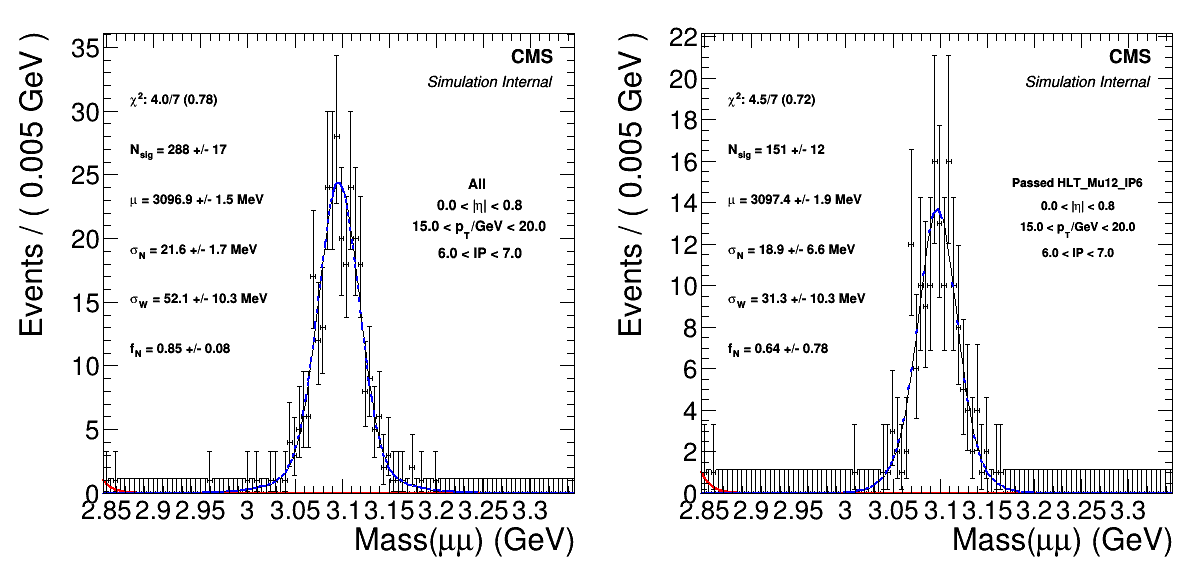 Events / ( 0.005 GeV )
35
30
25
20
15
10
5
0
CMS
Simulation Internal
χ²: 4.0/7 (0.78)
N_sig = 288 +/- 17
μ = 3096.9 +/- 1.5 MeV
σ_N = 21.6 +/- 1.7 MeV
σ_W = 52.1 +/- 10.3 MeV
f_N = 0.85 +/- 0.08
All
0.0 < |η| < 0.8
15.0 < p_T/GeV < 20.0
6.0 < IP < 7.0
2.85 2.9 2.95 3 3.05 3.1 3.15 3.2 3.25 3.3
Mass(μμ) (GeV)
Events / ( 0.005 GeV )
22
20
18
16
14
12
10
8
6
4
2
0
CMS
Simulation Internal
χ²: 4.5/7 (0.72)
N_sig = 151 +/- 12
μ = 3097.4 +/- 1.9 MeV
σ_N = 18.9 +/- 6.6 MeV
σ_W = 31.3 +/- 10.3 MeV
f_N = 0.64 +/- 0.78
Passed HLT_Mu12_IP6
0.0 < |η| < 0.8
15.0 < p_T/GeV < 20.0
6.0 < IP < 7.0
2.85 2.9 2.95 3 3.05 3.1 3.15 3.2 3.25 3.3
Mass(μμ) (GeV)